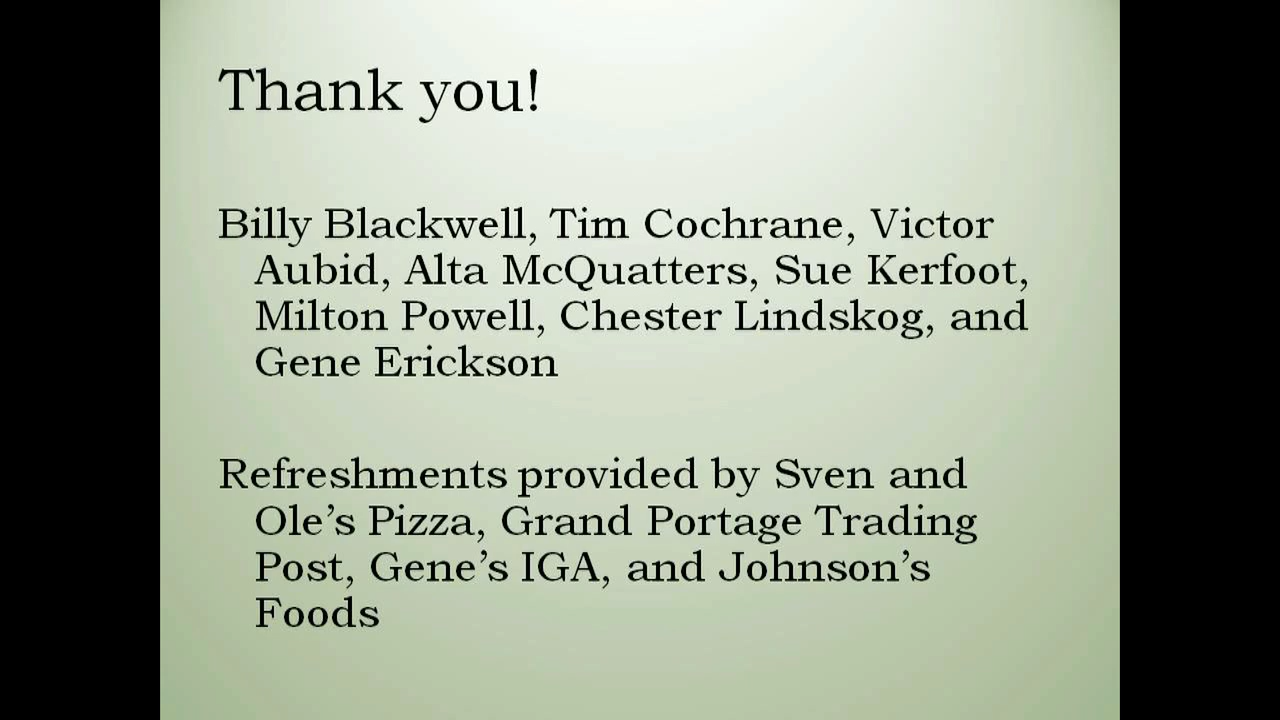 Thank you!
Billy Blackwell, Tim Cochrane, Victor
Aubid, Alta McQuatters, Sue Kerfoot,
Milton Powell, Chester Lindskog, and
Gene Erickson
Refreshments provided by Sven and
Ole’s Pizza, Grand Portage Trading
Post, Gene’s IGA, and Johnson’s
Foods